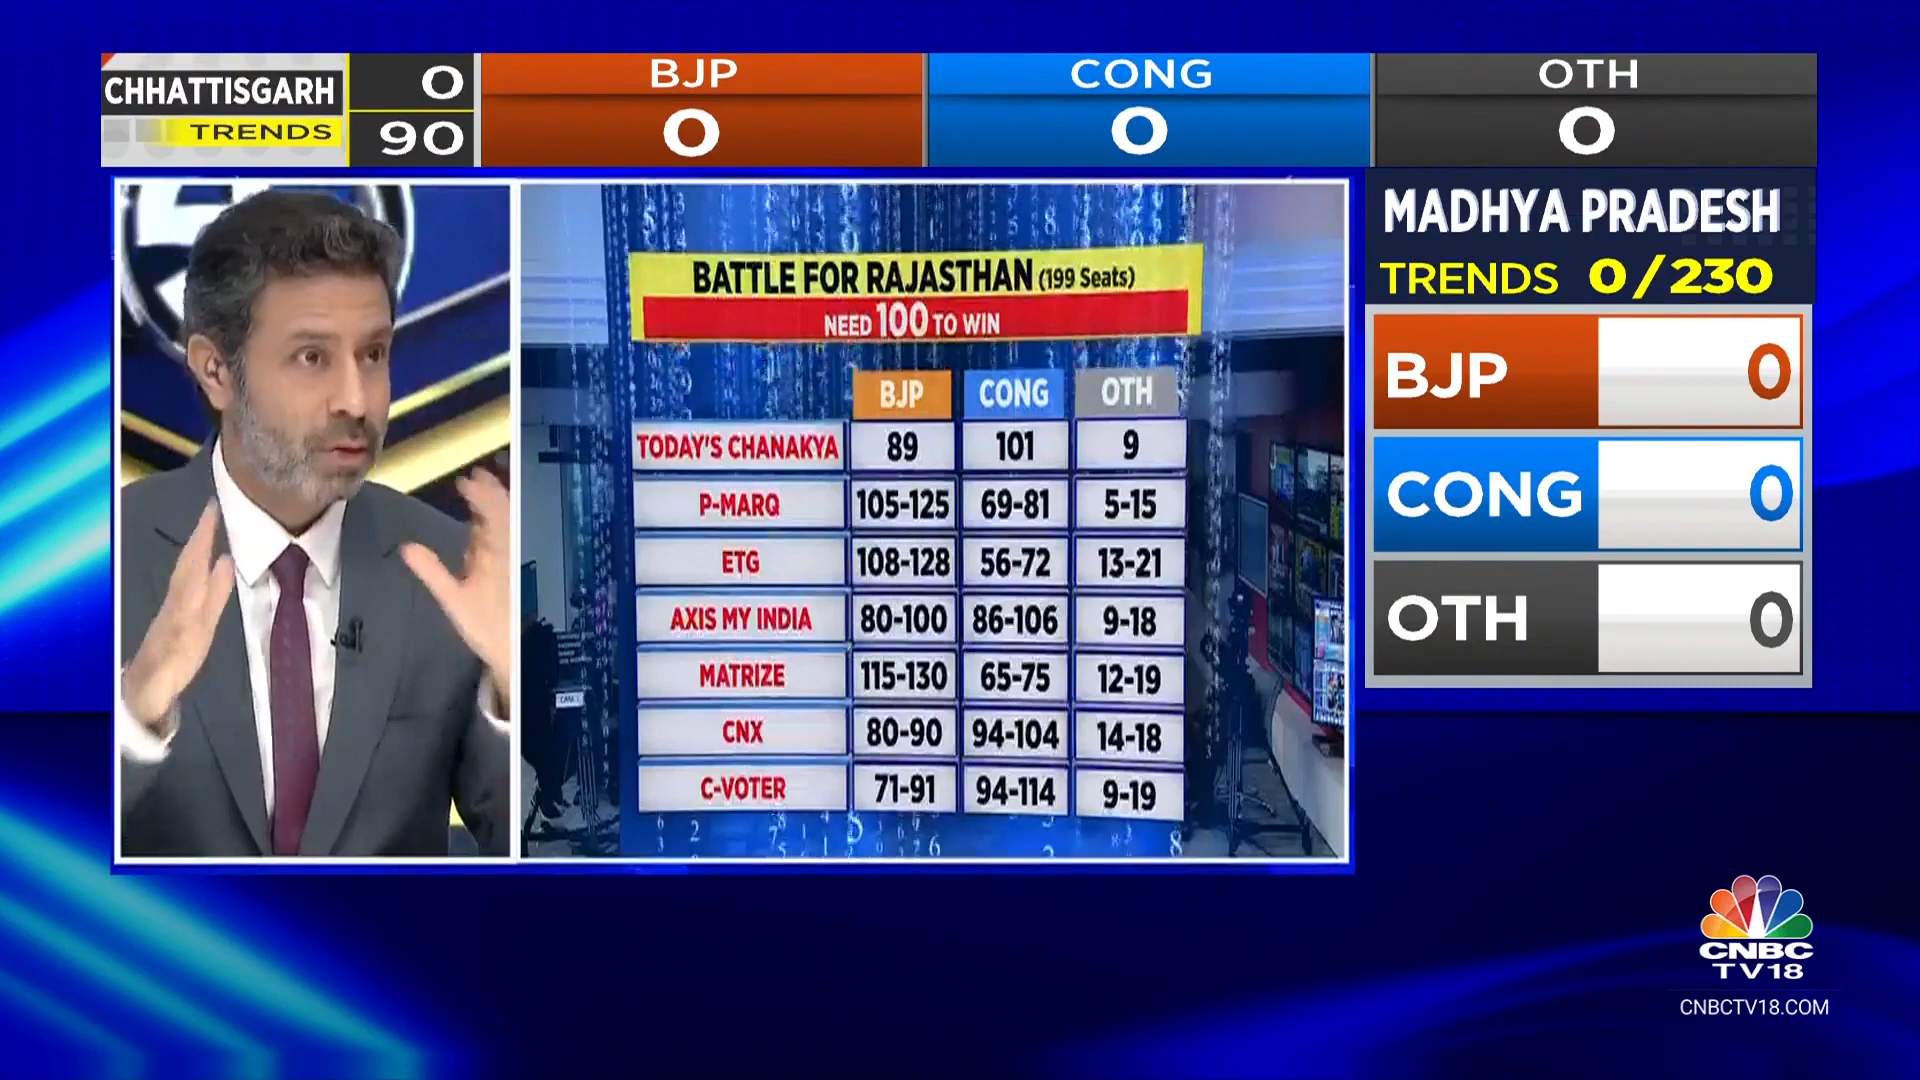 CHHATTISGARH
TRENDS
0
90
BJP
0
CONG
0
OTH
0
BATTLE FOR RAJASTHAN (199 Seats)
NEED 100 TO WIN
BJP CONG OTH
TODAY'S CHANAKYA 89 101 9
P-MARQ 105-125 69-81 5-15
ETG 108-128 56-72 13-21
AXIS MY INDIA 80-100 86-106 9-18
MATRIZE 115-130 65-75 12-19
CNX 80-90 94-104 14-18
C-VOTER 71-91 94-114 9-19
MADHYA PRADESH
TRENDS 0/230
BJP 0
CONG 0
OTH 0
CNBC
TV18
CNBCTV18.COM